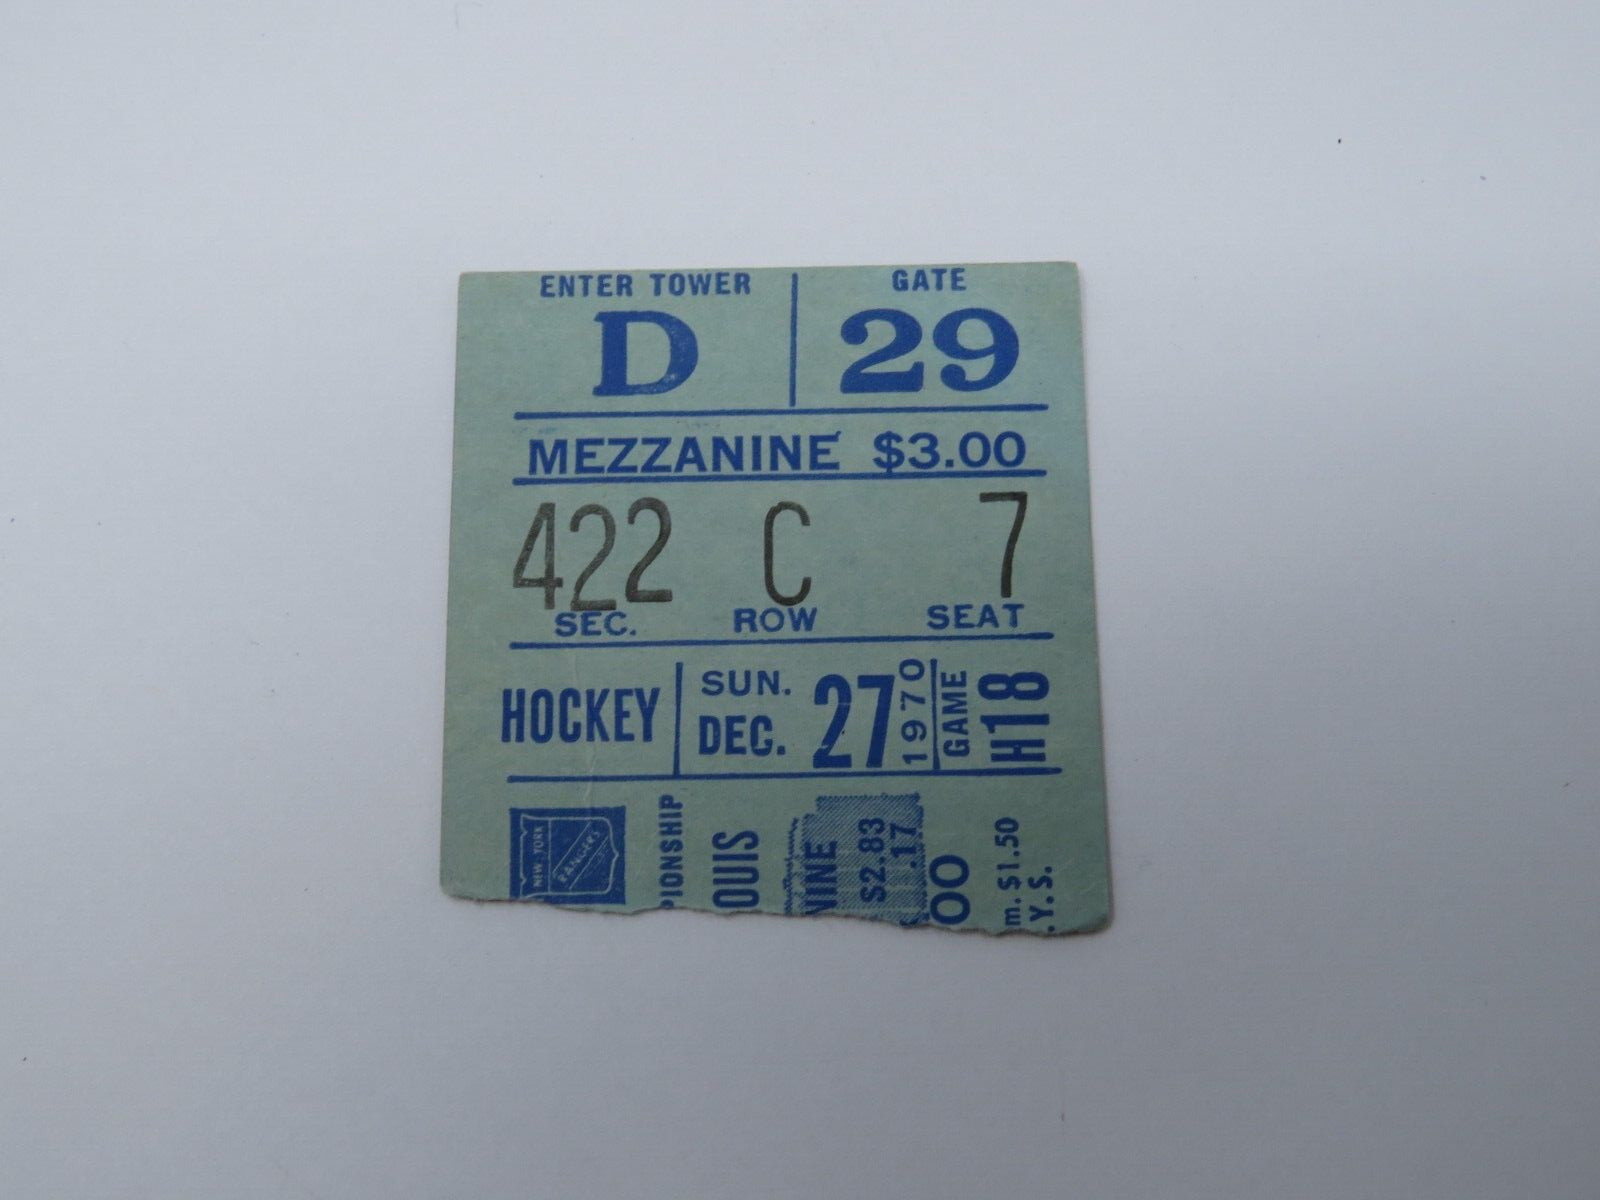 ENTER TOWER
D
GATE
29
MEZZANINE $3.00
422 C 7
SEC. ROW SEAT
HOCKEY
SUN.
DEC. 27
1970
GAME
H18
NEW-YORK
RANGERS
PIONSHIP
OUIS
NINE
$2.83
.17
00
m. $1.50
.Y.S.